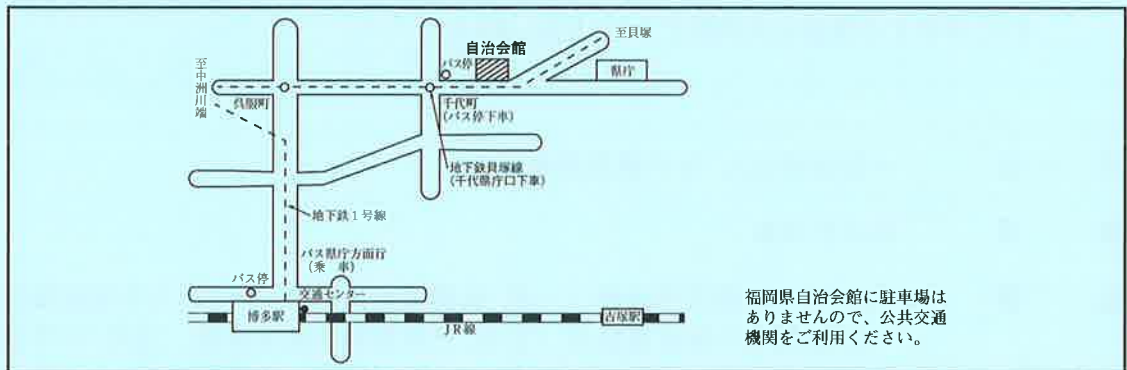 至貝塚
自治会館
バス停
県庁
至中洲川端
呉服町
千代町
(バス停下車)
地下鉄貝塚線
(千代県庁口下車)
地下鉄1号線
バス県庁方面行
(乗 車)
バス停
交通センター
博多駅
吉塚駅
JR線
福岡県自治会館に駐車場は
ありませんので、公共交通
機関をご利用ください。